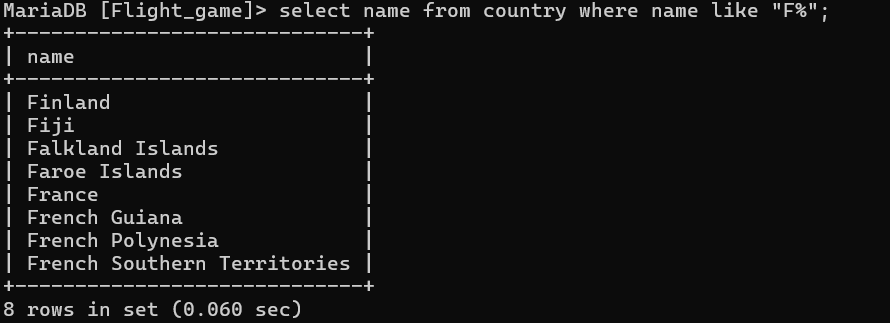 MariaDB [Flight_game]> select name from country where name like "F%";
+----------------------------+
| name                       |
+----------------------------+
| Finland                    |
| Fiji                       |
| Falkland Islands           |
| Faroe Islands              |
| France                     |
| French Guiana              |
| French Polynesia           |
| French Southern Territories |
+----------------------------+
8 rows in set (0.060 sec)